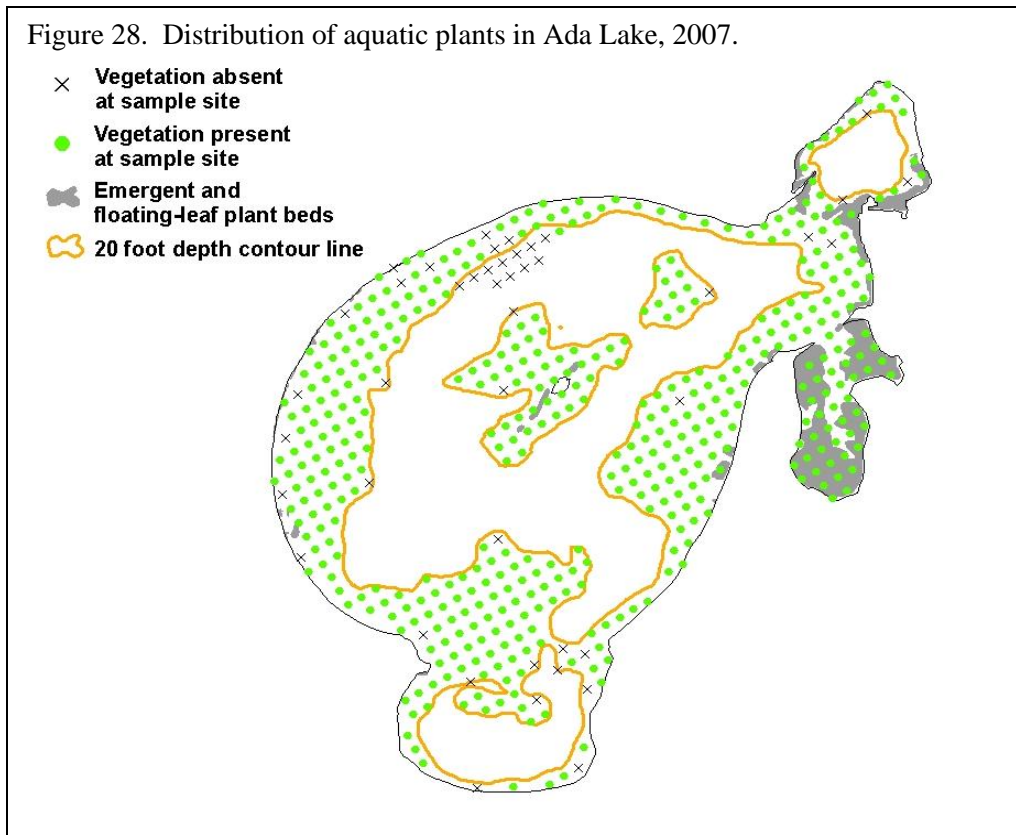 Figure 28.  Distribution of aquatic plants in Ada Lake, 2007.
Vegetation absent
at sample site
Vegetation present
at sample site
Emergent and
floating-leaf plant beds
20 foot depth contour line